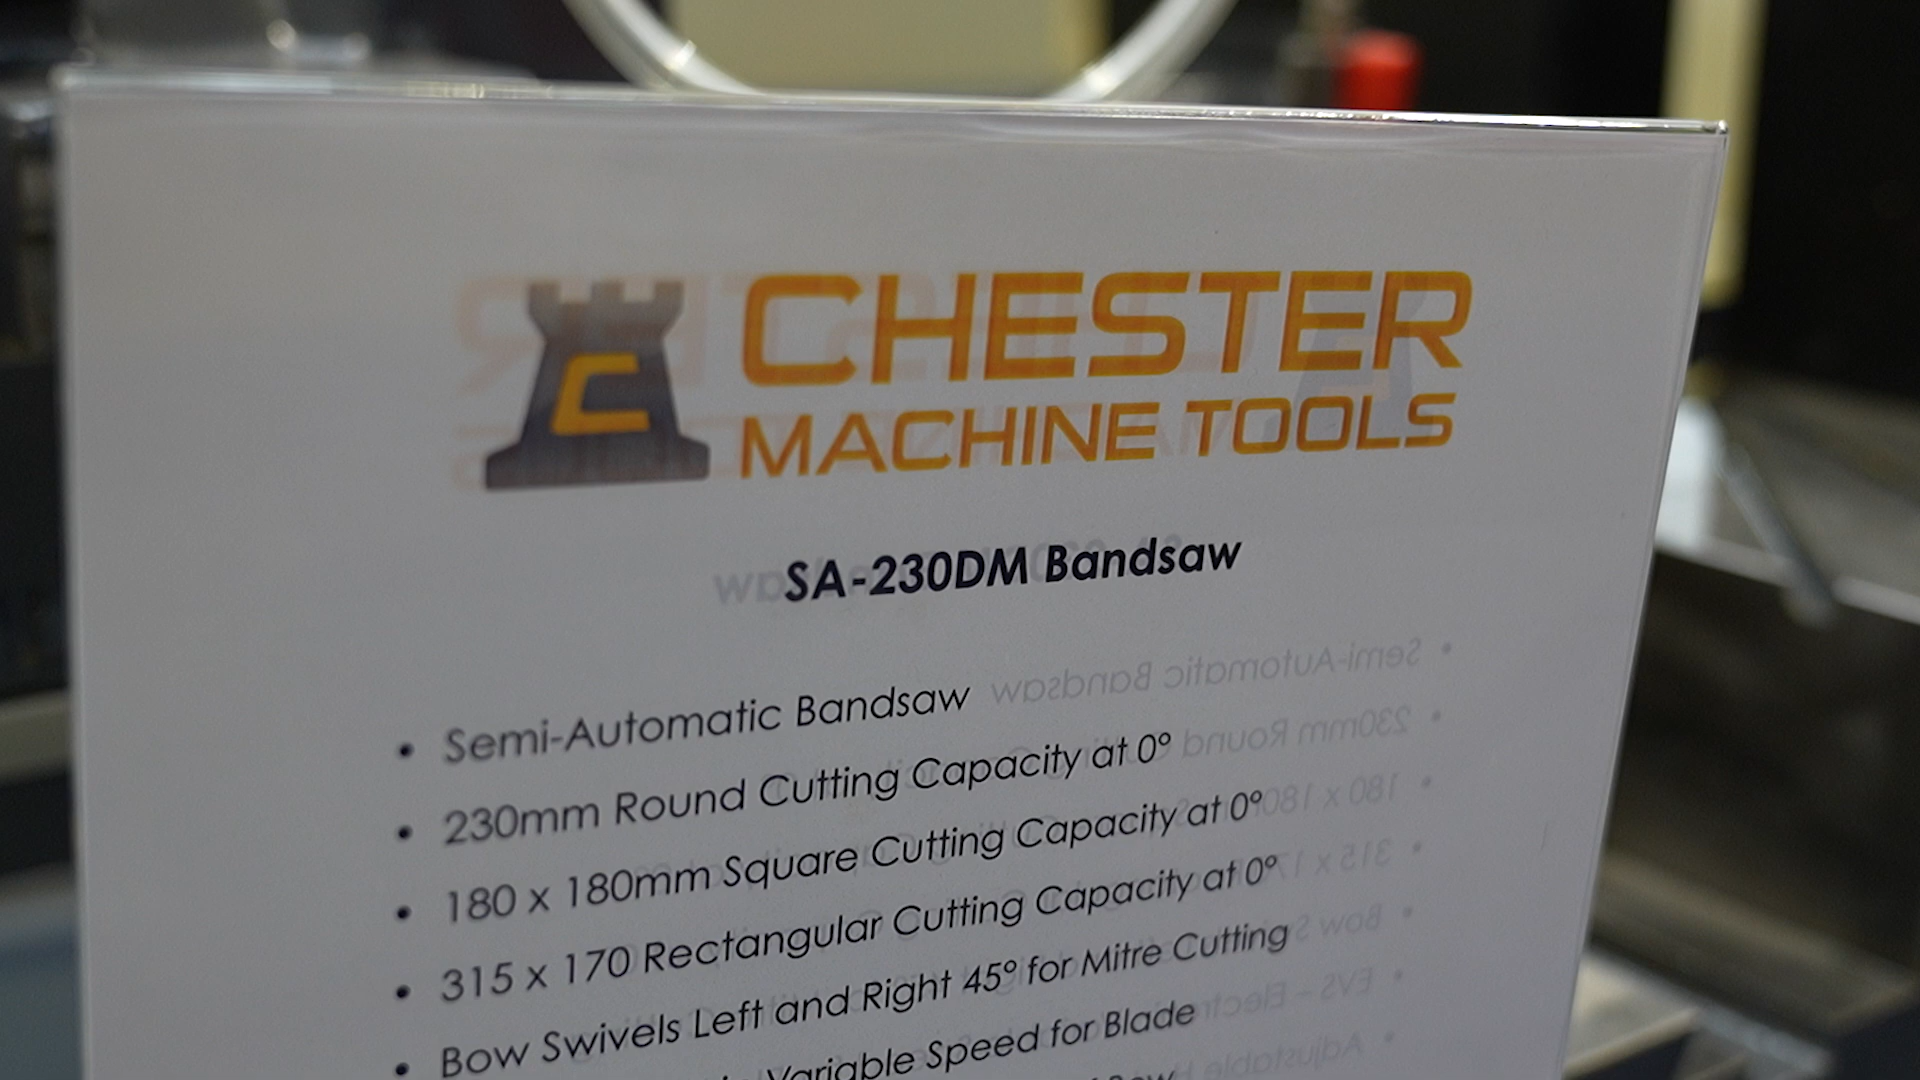 C CHESTER
MACHINE TOOLS
SA-230DM Bandsaw
• Semi-Automatic Bandsaw
• 230mm Round Cutting Capacity at 0°
• 180 x 180mm Square Cutting Capacity at 0°
• 315 x 170 Rectangular Cutting Capacity at 0°
• Bow Swivels Left and Right 45° for Mitre Cutting
Variable Speed for Blade